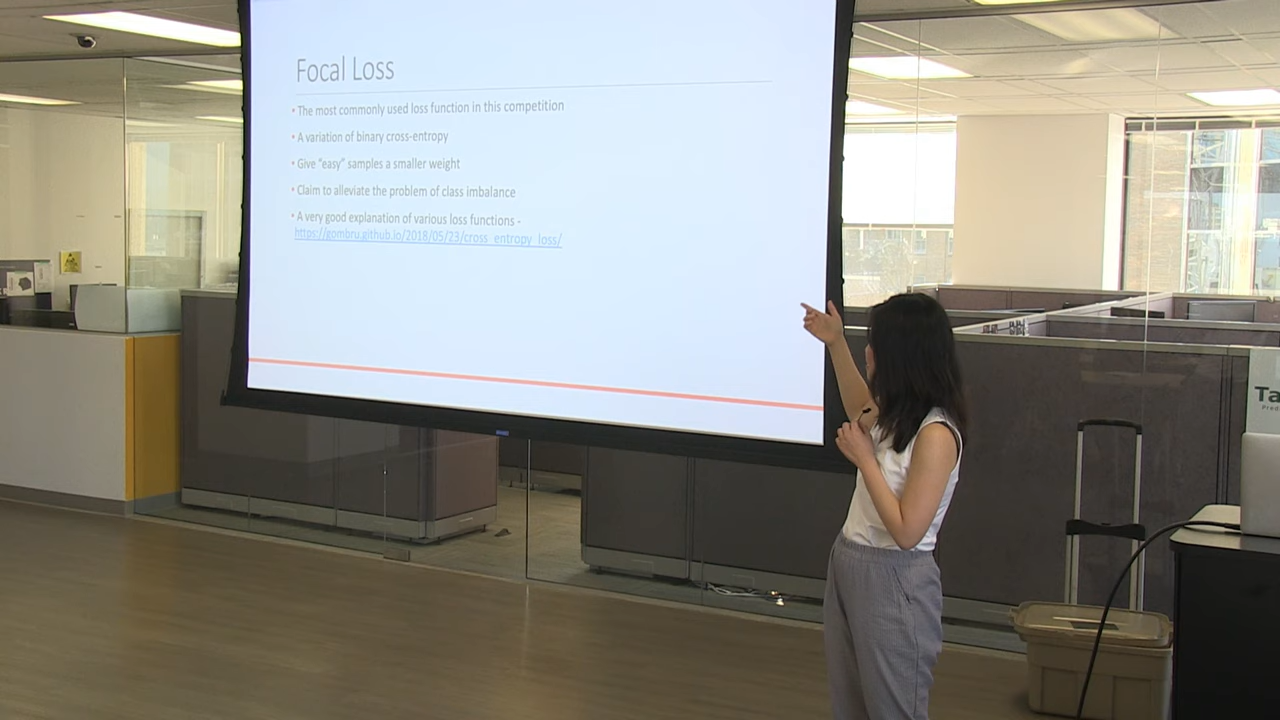 Focal Loss
• The most commonly used loss function in this competition
• A variation of binary cross-entropy
• Give “easy” samples a smaller weight
• Claim to alleviate the problem of class imbalance
• A very good explanation of various loss functions -
https://gombru.github.io/2018/05/23/cross_entropy_loss/
Ta
Pred